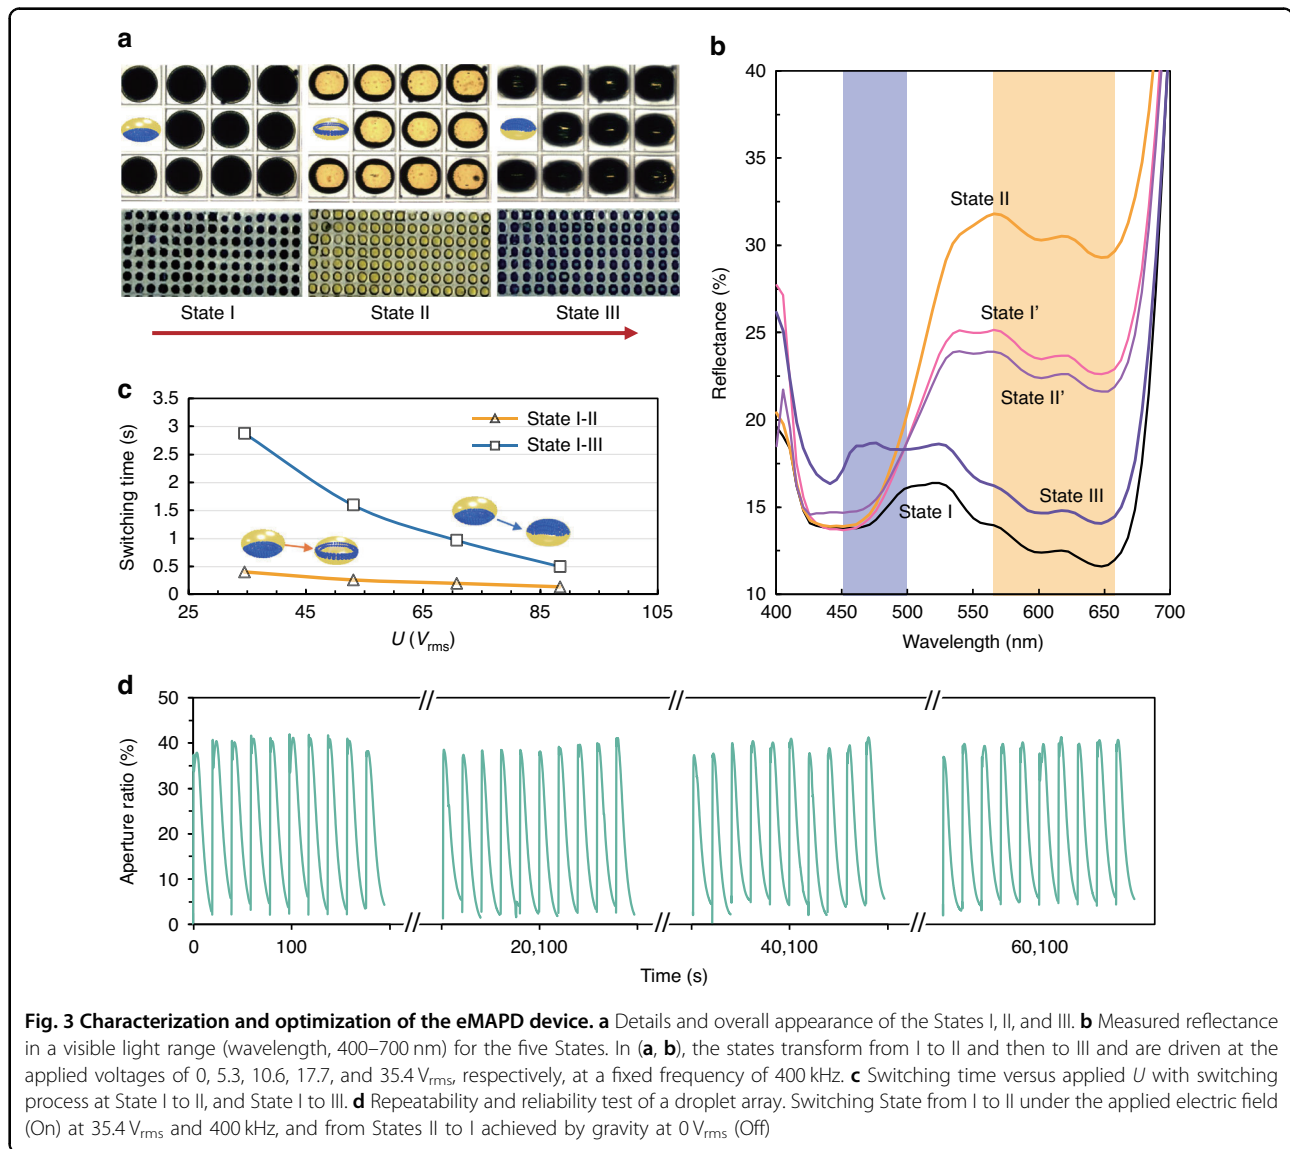 a
State I
State II
State III
b
40
35
30
25
20
15
10
Reflectance (%)
State II
State I’
State II’
State III
State I
400
450
500
550
600
650
700
Wavelength (nm)
c
3.5
3
2.5
2
1.5
1
0.5
0
Switching time (s)
State I-II
State I-III
25
45
65
85
105
U (Vrms)
d
50
40
30
20
10
0
Aperture ratio (%)
0
100
20,100
40,100
60,100
Time (s)
Fig. 3 Characterization and optimization of the eMAPD device. a Details and overall appearance of the States I, II, and III. b Measured reflectance
in a visible light range (wavelength, 400–700 nm) for the five States. In (a, b), the states transform from I to II and then to III and are driven at the
applied voltages of 0, 5.3, 10.6, 17.7, and 35.4 Vrms, respectively, at a fixed frequency of 400 kHz. c Switching time versus applied U with switching
process at State I to II, and State I to III. d Repeatability and reliability test of a droplet array. Switching State from I to II under the applied electric field
(On) at 35.4 Vrms and 400 kHz, and from States II to I achieved by gravity at 0 Vrms (Off)